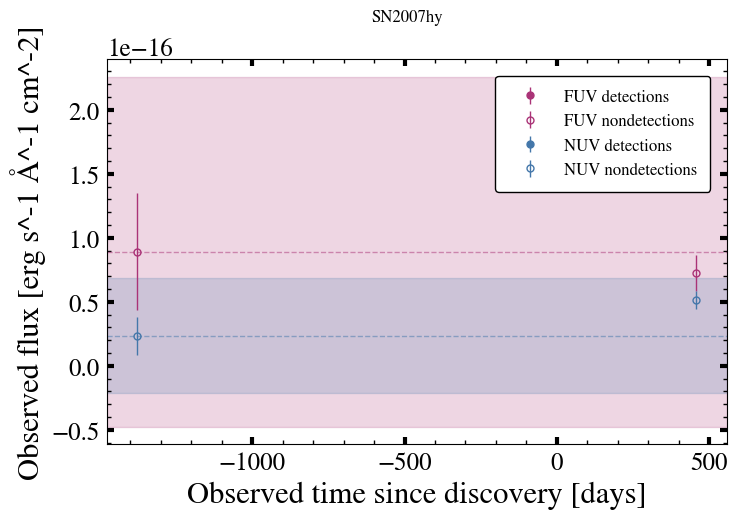 SN2007hy
1e−16
Observed flux [erg s^-1 Å^-1 cm^-2]
2.0
1.5
1.0
0.5
0.0
−0.5
FUV detections
FUV nondetections
NUV detections
NUV nondetections
−1000 −500 0 500
Observed time since discovery [days]